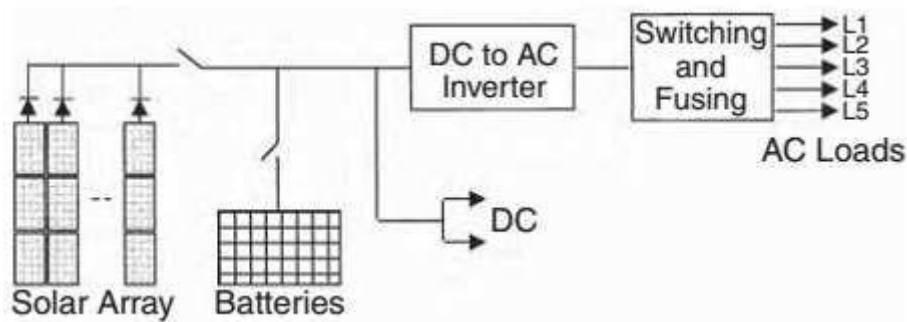 DC to AC
Inverter
Switching
and
Fusing
L1
L2
L3
L4
L5
AC Loads
DC
Solar Array
Batteries